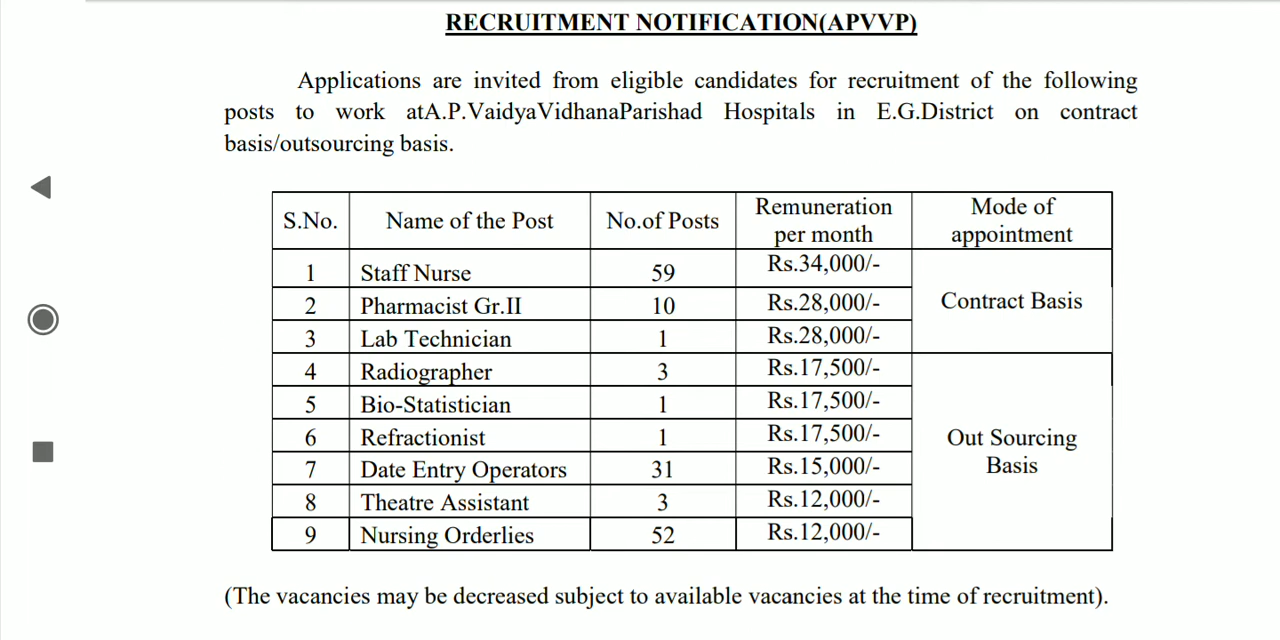 RECRUITMENT NOTIFICATION(APVVP)
Applications are invited from eligible candidates for recruitment of the following
posts to work atA.P.VaidyaVidhanaParishad Hospitals in E.G.District on contract
basis/outsourcing basis.
S.No. Name of the Post No.of Posts Remuneration per month Mode of appointment
1 Staff Nurse 59 Rs.34,000/- Contract Basis
2 Pharmacist Gr.II 10 Rs.28,000/-
3 Lab Technician 1 Rs.28,000/-
4 Radiographer 3 Rs.17,500/- Out Sourcing Basis
5 Bio-Statistician 1 Rs.17,500/-
6 Refractionist 1 Rs.17,500/-
7 Date Entry Operators 31 Rs.15,000/-
8 Theatre Assistant 3 Rs.12,000/-
9 Nursing Orderlies 52 Rs.12,000/-
(The vacancies may be decreased subject to available vacancies at the time of recruitment).